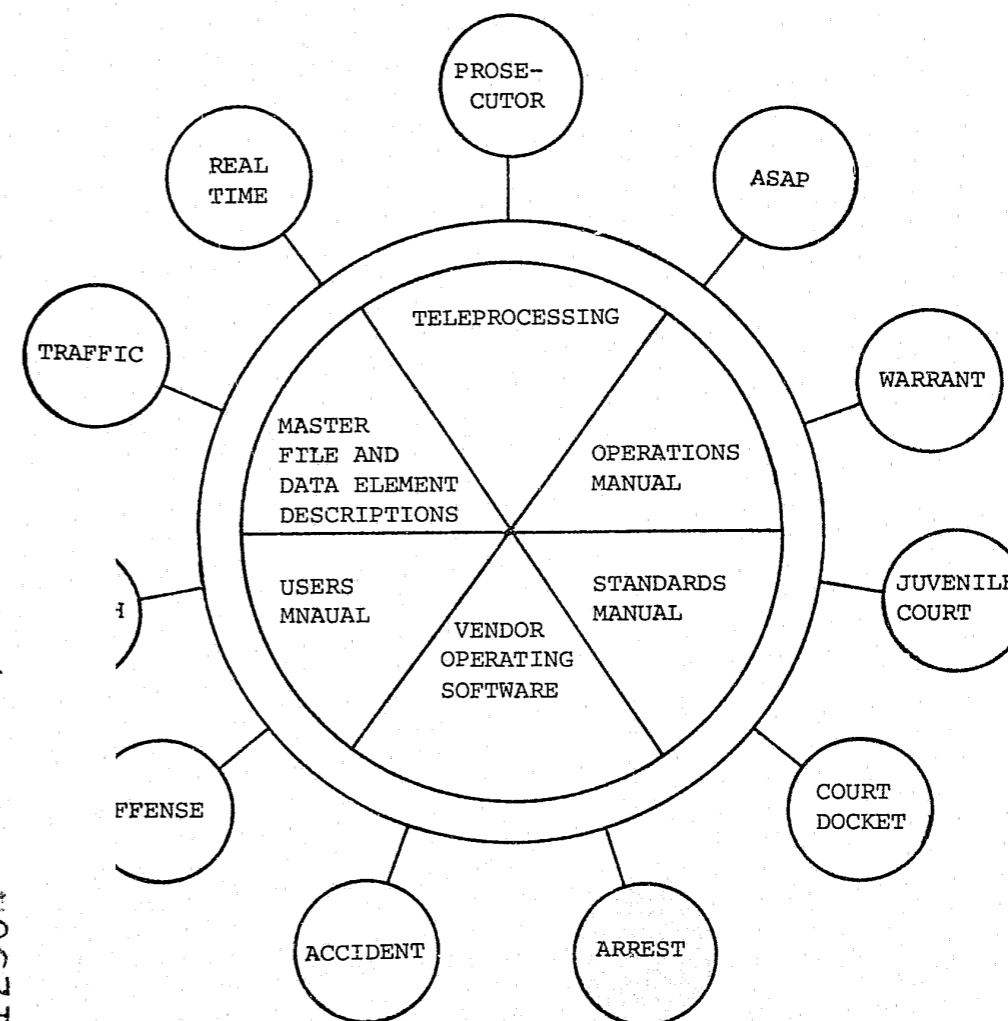 PROSE-
CUTOR
REAL
TIME
ASAP
TELEPROCESSING
TRAFFIC
WARRANT
MASTER
FILE AND
DATA ELEMENT
DESCRIPTIONS
OPERATIONS
MANUAL
USERS
MNAUAL
STANDARDS
MANUAL
JUVENILE
COURT
VENDOR
OPERATING
SOFTWARE
FFENSE
COURT
DOCKET
ACCIDENT
ARREST